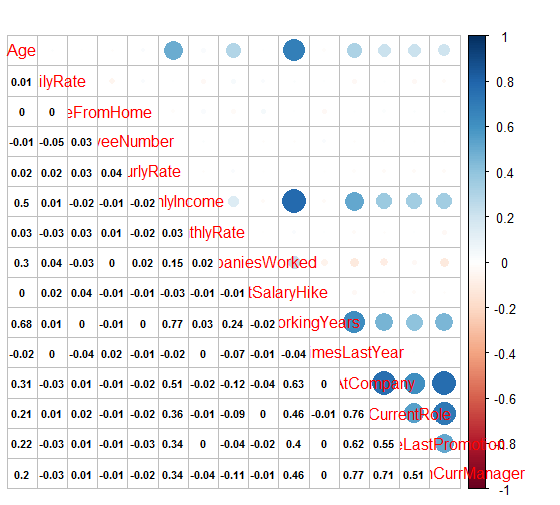 Age 1
0.01 ilyRate 0.8
0 0 eFromHome
-0.01 -0.05 0.03 yeeNumber 0.6
0.02 0.02 0.03 0.04 urlyRate 0.4
0.5 0.01 -0.02 -0.01 -0.02 nlyIncome
0.03 -0.03 0.03 0.01 -0.02 0.03 thlyRate 0.2
0.3 0.04 -0.03 0 0.02 0.15 0.02 paniesWorked 0
0 0.02 0.04 -0.01 -0.01 -0.03 -0.01 -0.01 tSalaryHike
0.68 0.01 0 -0.01 0 0.77 0.03 0.24 -0.02 orkingYears -0.2
-0.02 0 -0.04 0.02 -0.01 -0.02 0 -0.07 -0.01 -0.04 imesLastYear -0.4
0.31 -0.03 0.01 -0.01 -0.02 0.51 -0.02 -0.12 -0.04 0.63 0 AtCompany
0.21 0.01 0.02 -0.01 -0.02 0.36 -0.01 -0.09 0 0.46 -0.01 0.76 CurrentRole -0.6
0.22 -0.03 0.01 -0.01 -0.03 0.34 0 -0.04 -0.02 0.4 0 0.62 0.55 eLastPromotion -0.8
0.2 -0.03 0.01 -0.01 -0.02 0.34 -0.04 -0.11 -0.01 0.46 0 0.77 0.71 0.51 hCurrManager
-1